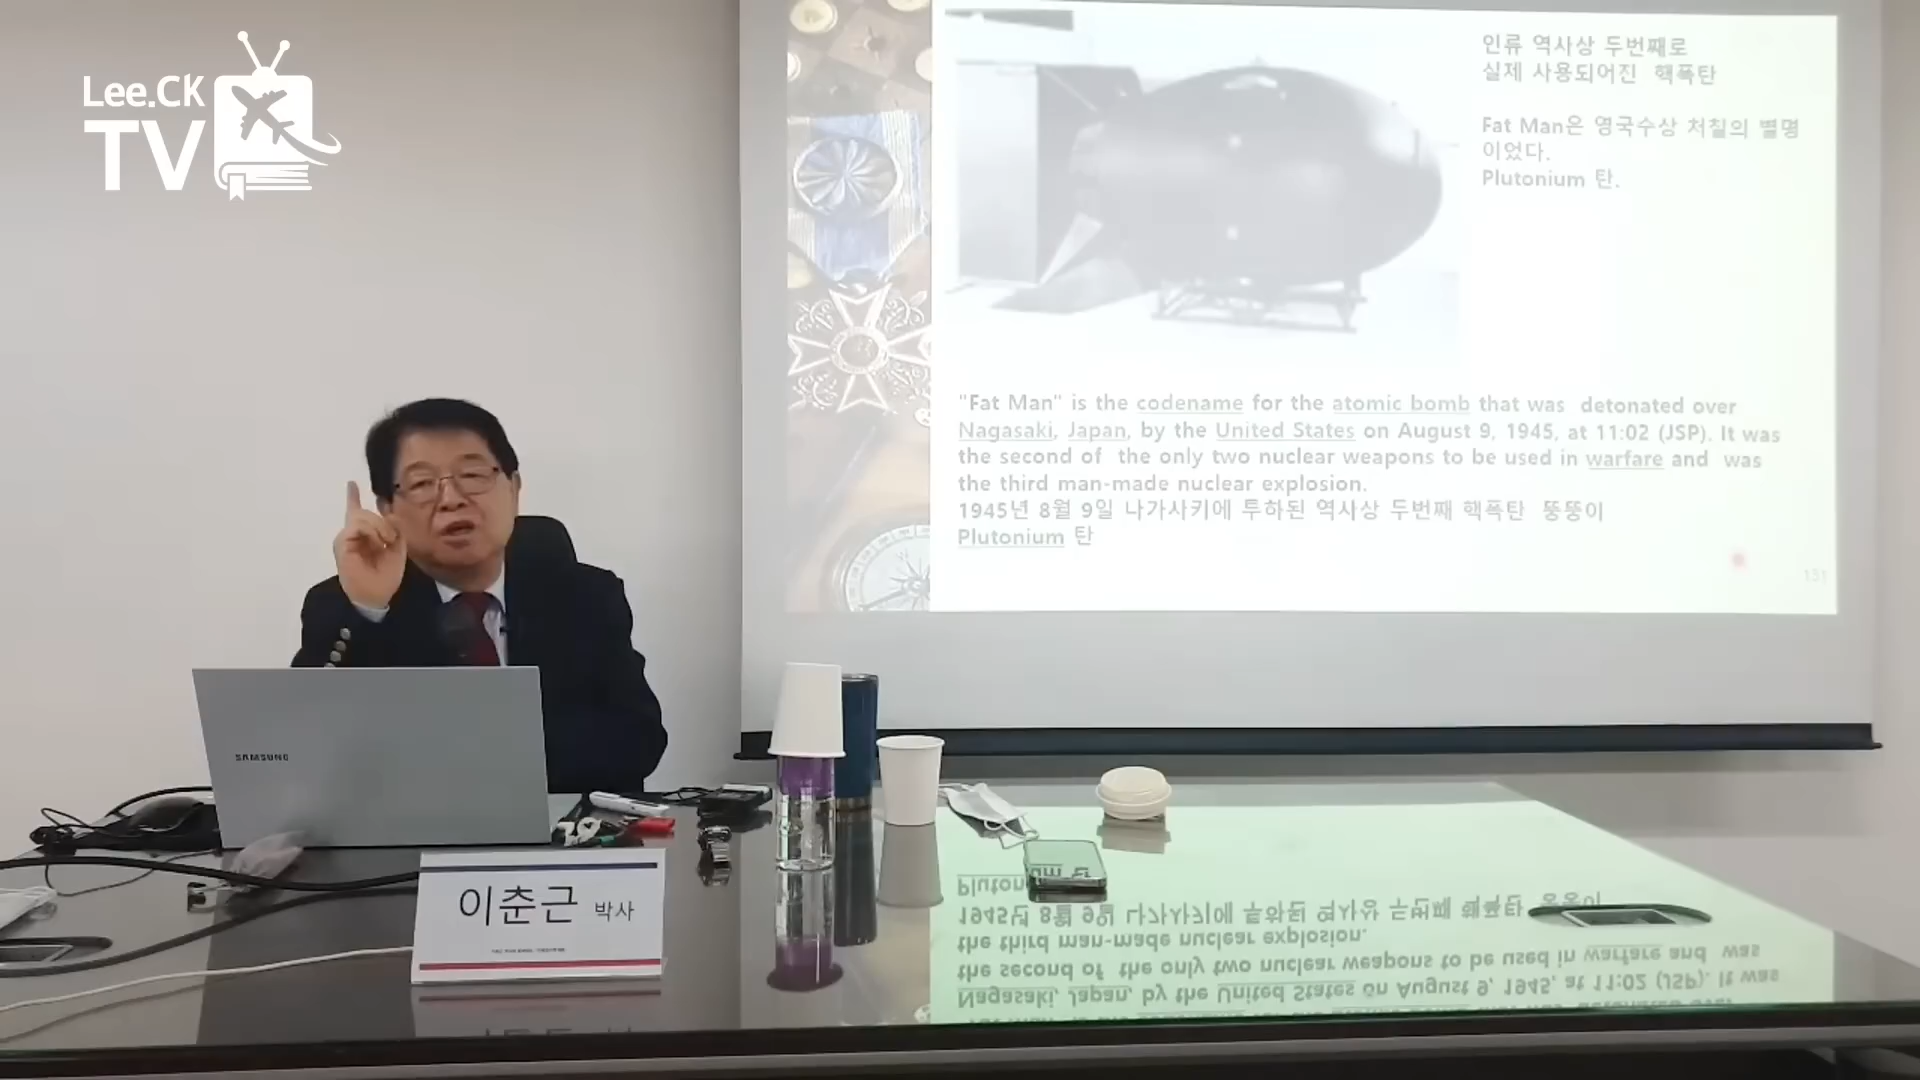 Lee.CK
TV
인류 역사상 두번째로
실제 사용되어진 핵폭탄
Fat Man은 영국수상 처칠의 별명
이었다.
Plutonium 탄.
"Fat Man" is the codename for the atomic bomb that was detonated over
Nagasaki, Japan, by the United States on August 9, 1945, at 11:02 (JSP). It was
the second of the only two nuclear weapons to be used in warfare and was
the third man-made nuclear explosion.
1945년 8월 9일 나가사키에 투하된 역사상 두번째 핵폭탄 뚱뚱이
Plutonium 탄
131
SAMSUNG
이춘근 박사